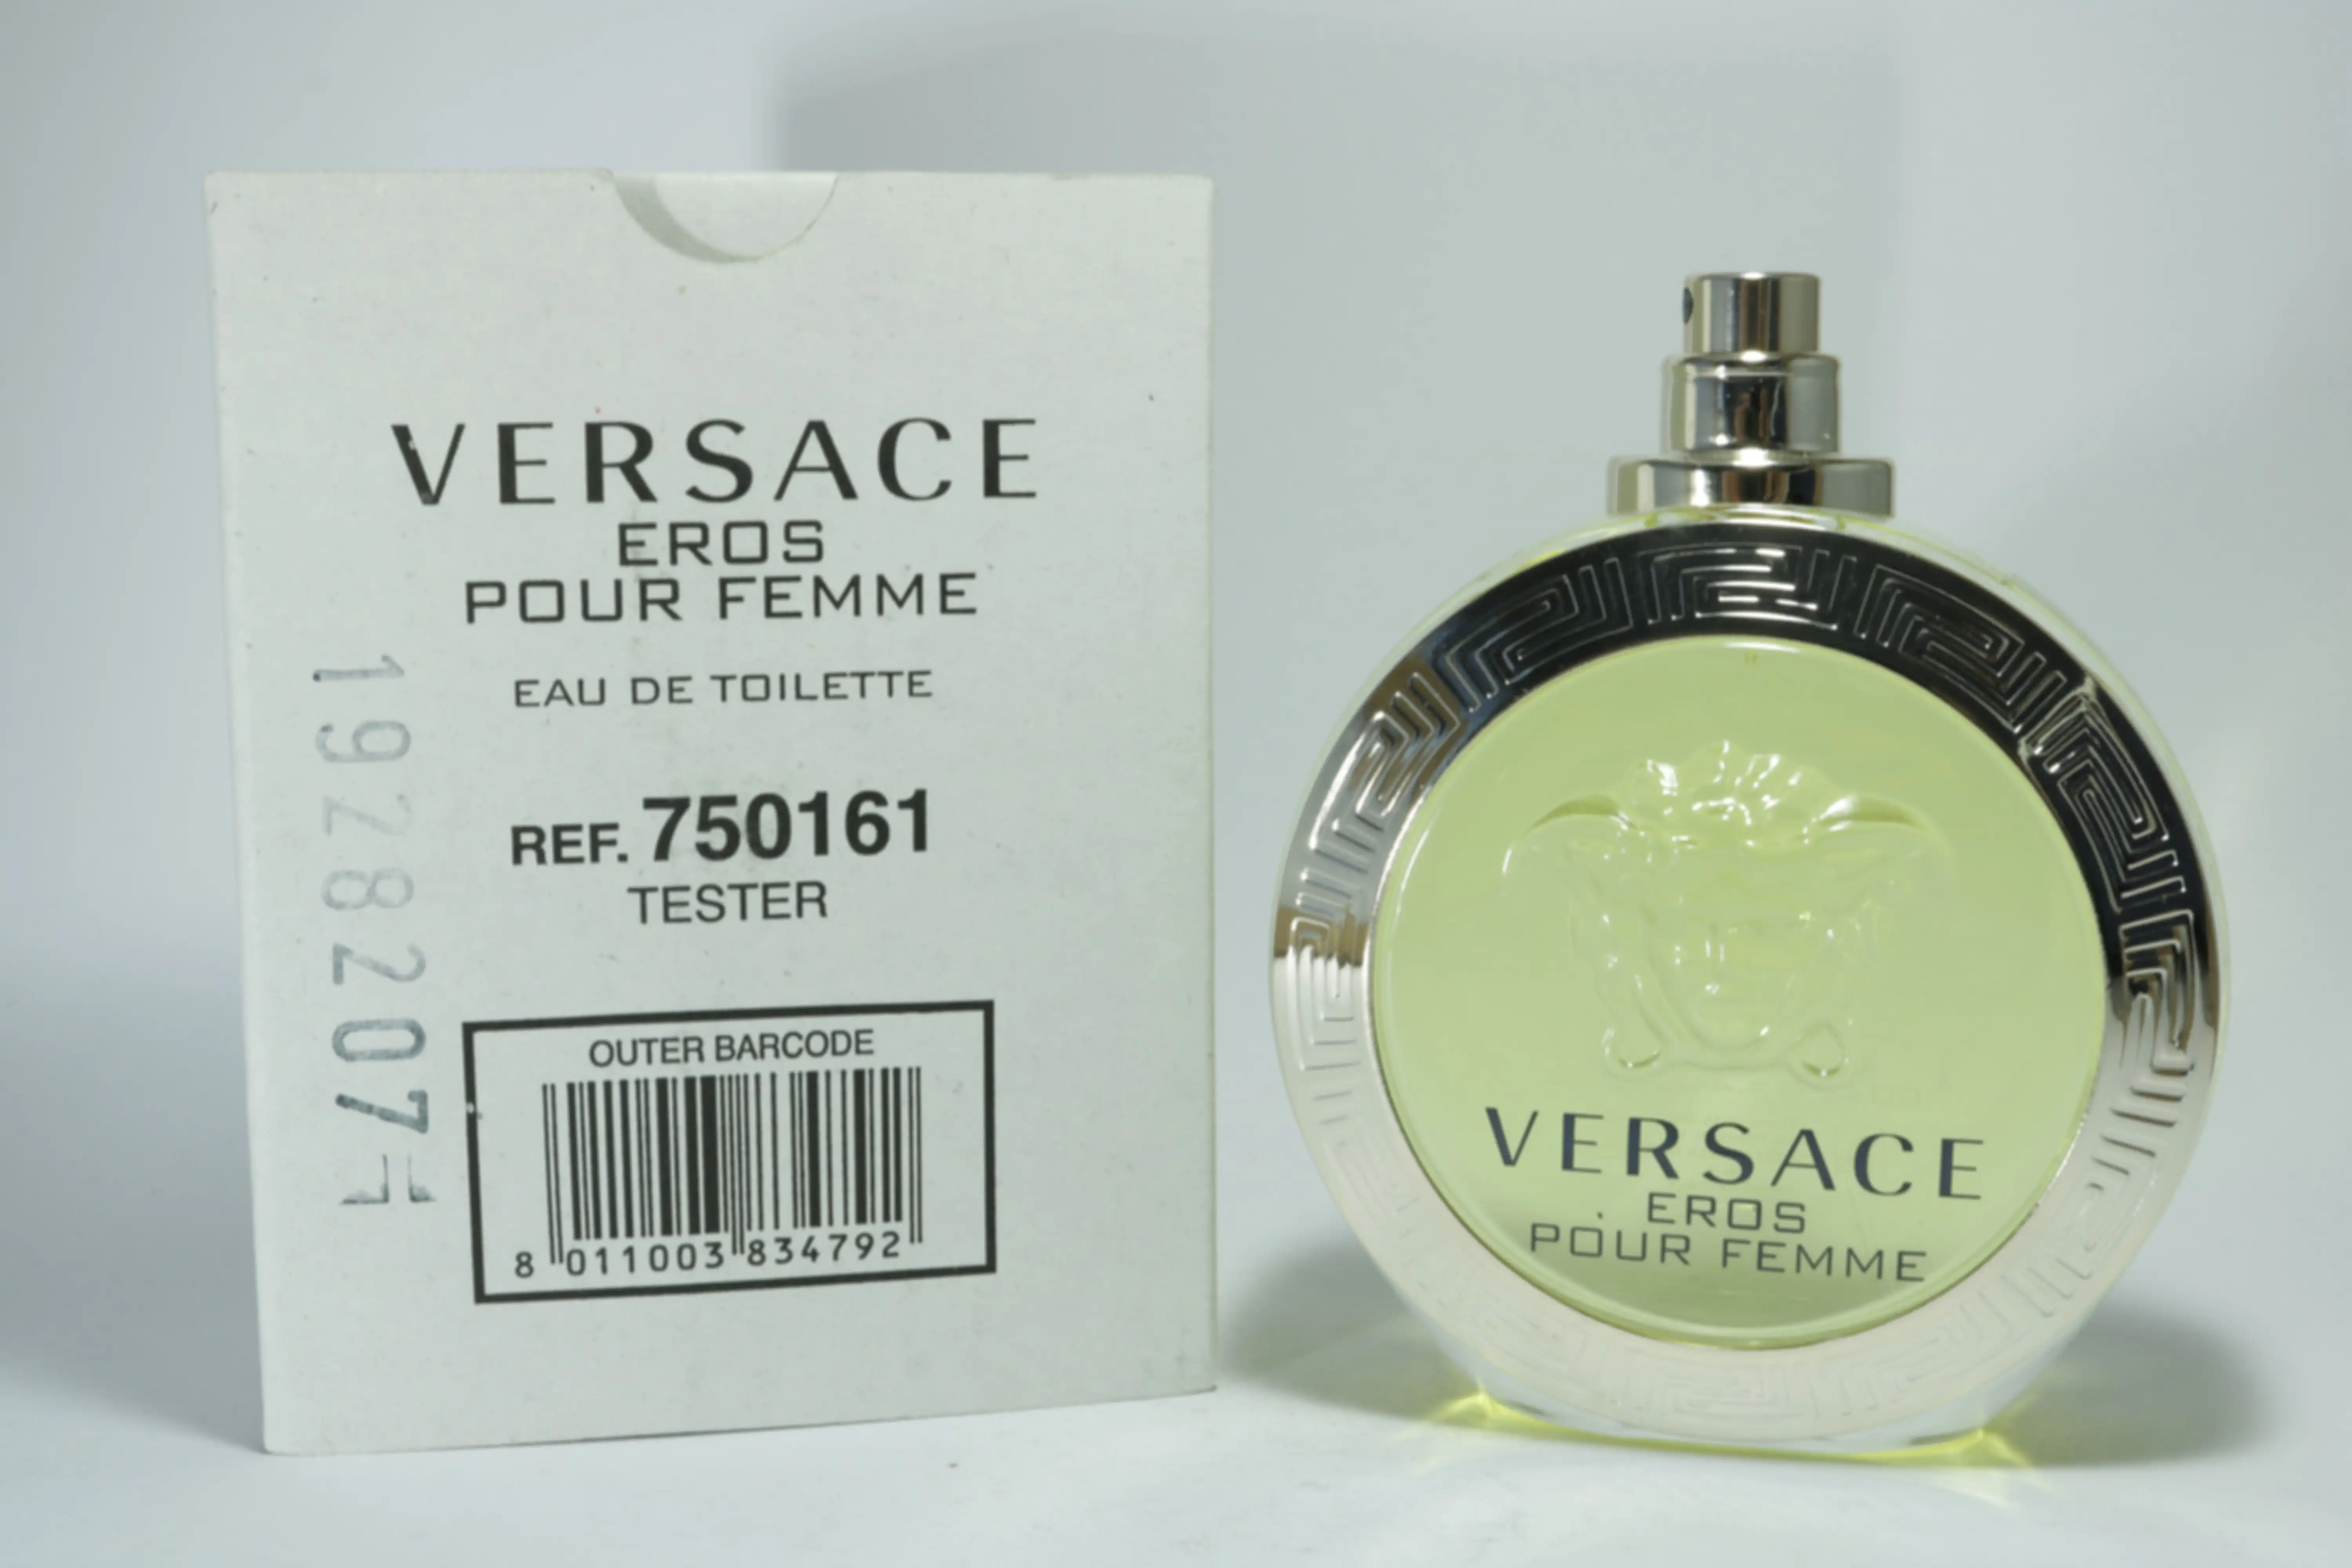 VERSACE
EROS
POUR FEMME
EAU DE TOILETTE
REF. 750161
TESTER
OUTER BARCODE
8 011003 834792
1928207
VERSACE
EROS
POUR FEMME